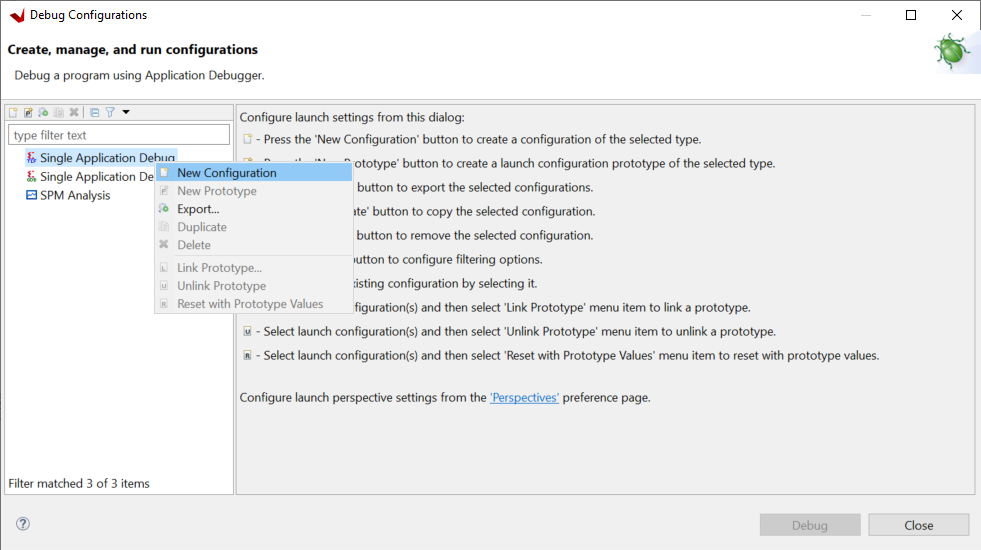 Debug Configurations
Create, manage, and run configurations
Debug a program using Application Debugger.
type filter text
Single Application Debug
Single Application De
SPM Analysis
New Configuration
New Prototype
Export...
Duplicate
Delete
Link Prototype...
Unlink Prototype
Reset with Prototype Values
Filter matched 3 of 3 items
Configure launch settings from this dialog:
- Press the 'New Configuration' button to create a configuration of the selected type.
button to create a launch configuration prototype of the selected type.
button to export the selected configurations.
button to copy the selected configuration.
button to remove the selected configuration.
button to configure filtering options.
configuration by selecting it.
and then select 'Link Prototype' menu item to link a prototype.
- Select launch configuration(s) and then select 'Unlink Prototype' menu item to unlink a prototype.
- Select launch configuration(s) and then select 'Reset with Prototype Values' menu item to reset with prototype values.
Configure launch perspective settings from the 'Perspectives' preference page.
Debug
Close